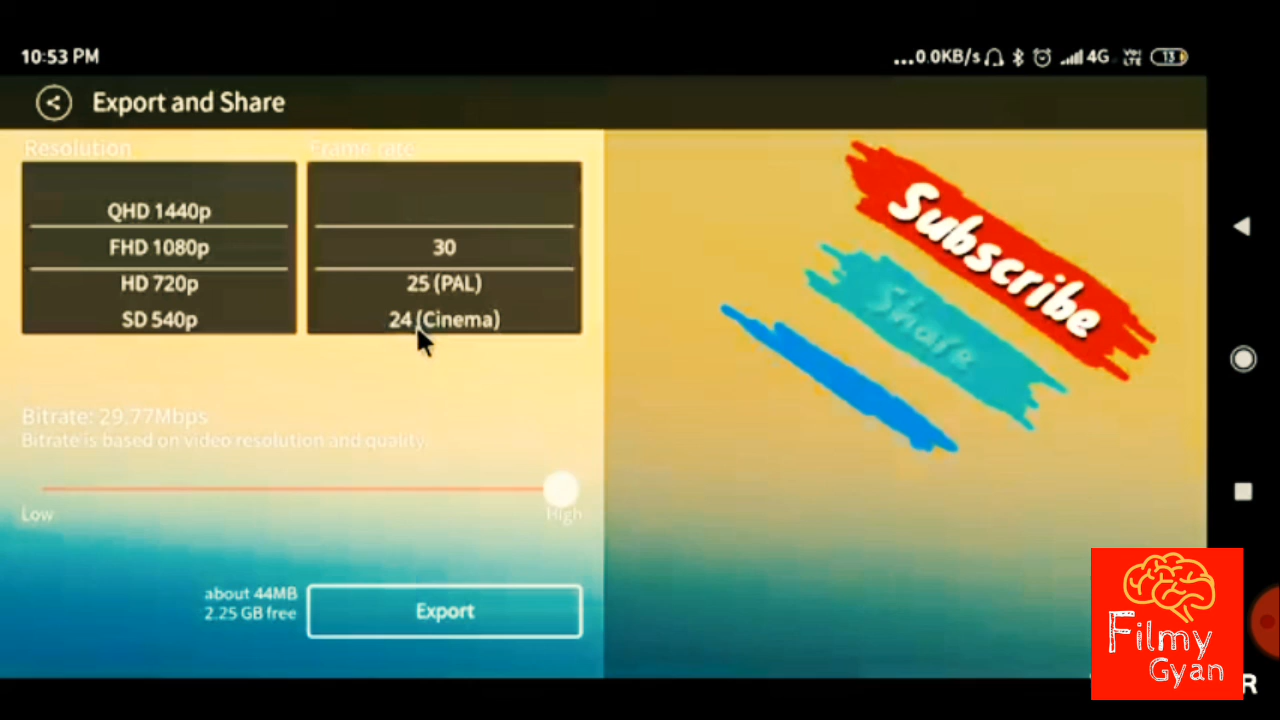 10:53 PM
...0.0KB/s 4G Vo) LTE 13
Export and Share
Resolution
Frame rate
QHD 1440p
FHD 1080p
HD 720p
SD 540p
30
25 (PAL)
24 (Cinema)
Bitrate: 29.77Mbps
Bitrate is based on video resolution and quality.
Low
High
about 44MB
2.25 GB free
Export
Subscribe
Share
Filmy
Gyan
R